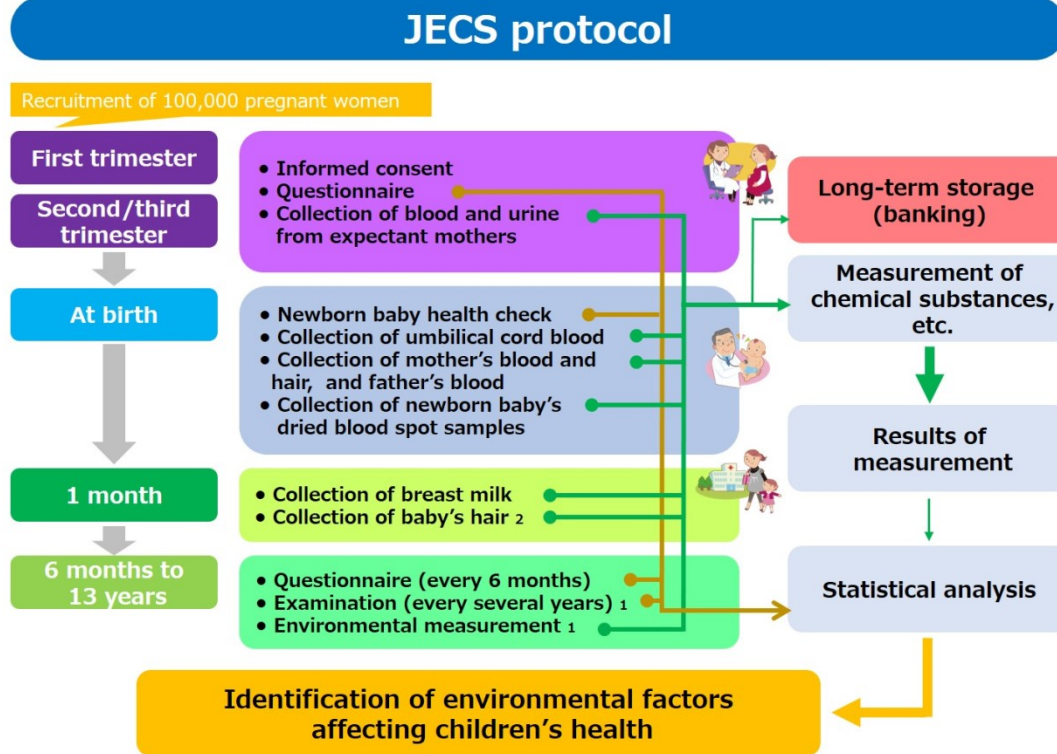 JECS protocol
Recruitment of 100,000 pregnant women
First trimester
Second/third
trimester
• Informed consent
• Questionnaire
• Collection of blood and urine
from expectant mothers
Long-term storage
(banking)
Measurement of
chemical substances,
etc.
At birth
• Newborn baby health check
• Collection of umbilical cord blood
• Collection of mother’s blood and
hair, and father’s blood
• Collection of newborn baby’s
dried blood spot samples
Results of
measurement
1 month
• Collection of breast milk
• Collection of baby’s hair 2
6 months to
13 years
• Questionnaire (every 6 months)
• Examination (every several years) 1
• Environmental measurement 1
Statistical analysis
Identification of environmental factors
affecting children’s health